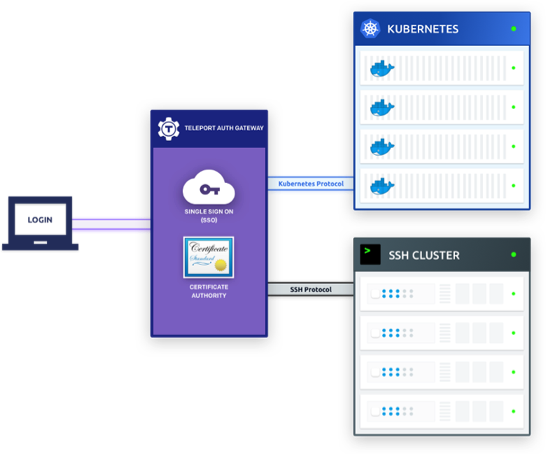 KUBERNETES
TELEPORT AUTH GATEWAY
T
Kubernetes Protocol
SINGLE SIGN ON
(SSO)
LOGIN
Certificate
Standard
SSH CLUSTER
>_
CERTIFICATE
AUTHORITY
SSH Protocol